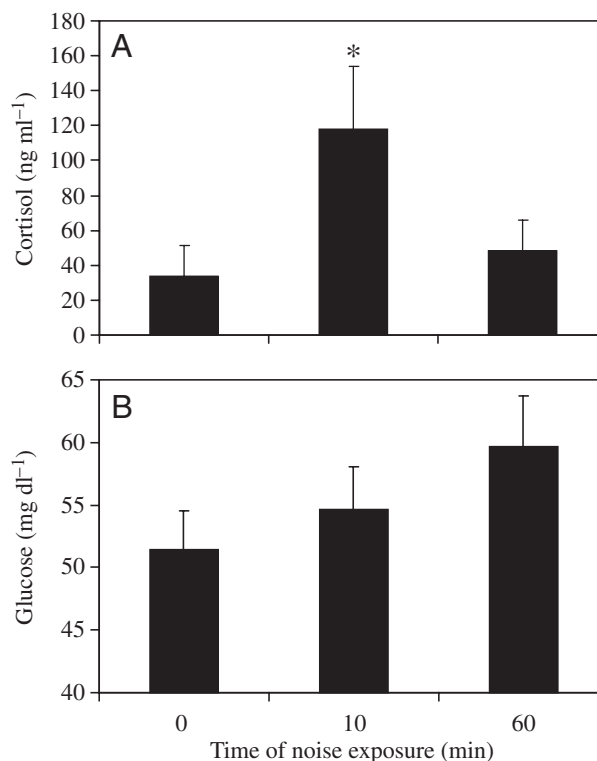 180
A
160
*
140
120
100
80
60
40
20
0
Cortisol (ng ml⁻¹)
65
B
60
55
50
45
40
Glucose (mg dl⁻¹)
0 10 60
Time of noise exposure (min)